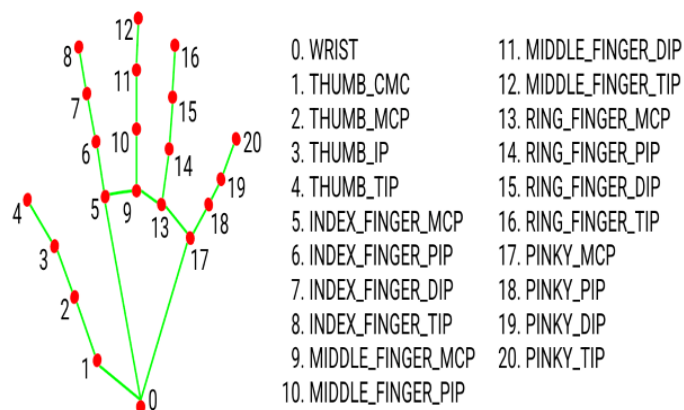 12
8
16
11
7
15
6
10
20
14
19
4
5
9
13
18
3
17
2
1
0
0. WRIST
1. THUMB_CMC
2. THUMB_MCP
3. THUMB_IP
4. THUMB_TIP
5. INDEX_FINGER_MCP
6. INDEX_FINGER_PIP
7. INDEX_FINGER_DIP
8. INDEX_FINGER_TIP
9. MIDDLE_FINGER_MCP
10. MIDDLE_FINGER_PIP
11. MIDDLE_FINGER_DIP
12. MIDDLE_FINGER_TIP
13. RING_FINGER_MCP
14. RING_FINGER_PIP
15. RING_FINGER_DIP
16. RING_FINGER_TIP
17. PINKY_MCP
18. PINKY_PIP
19. PINKY_DIP
20. PINKY_TIP